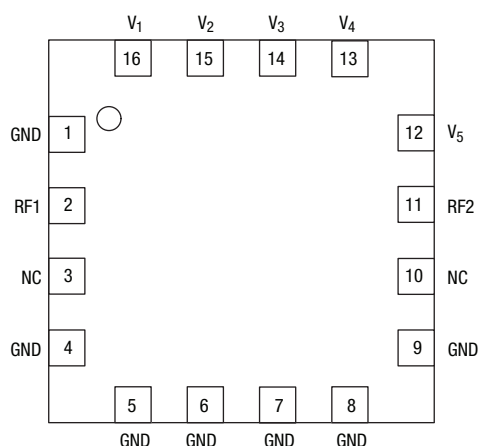 V₁ V₂ V₃ V₄
16 15 14 13
GND 1 12 V₅
RF1 2 11 RF2
NC 3 10 NC
GND 4 9 GND
5 6 7 8
GND GND GND GND